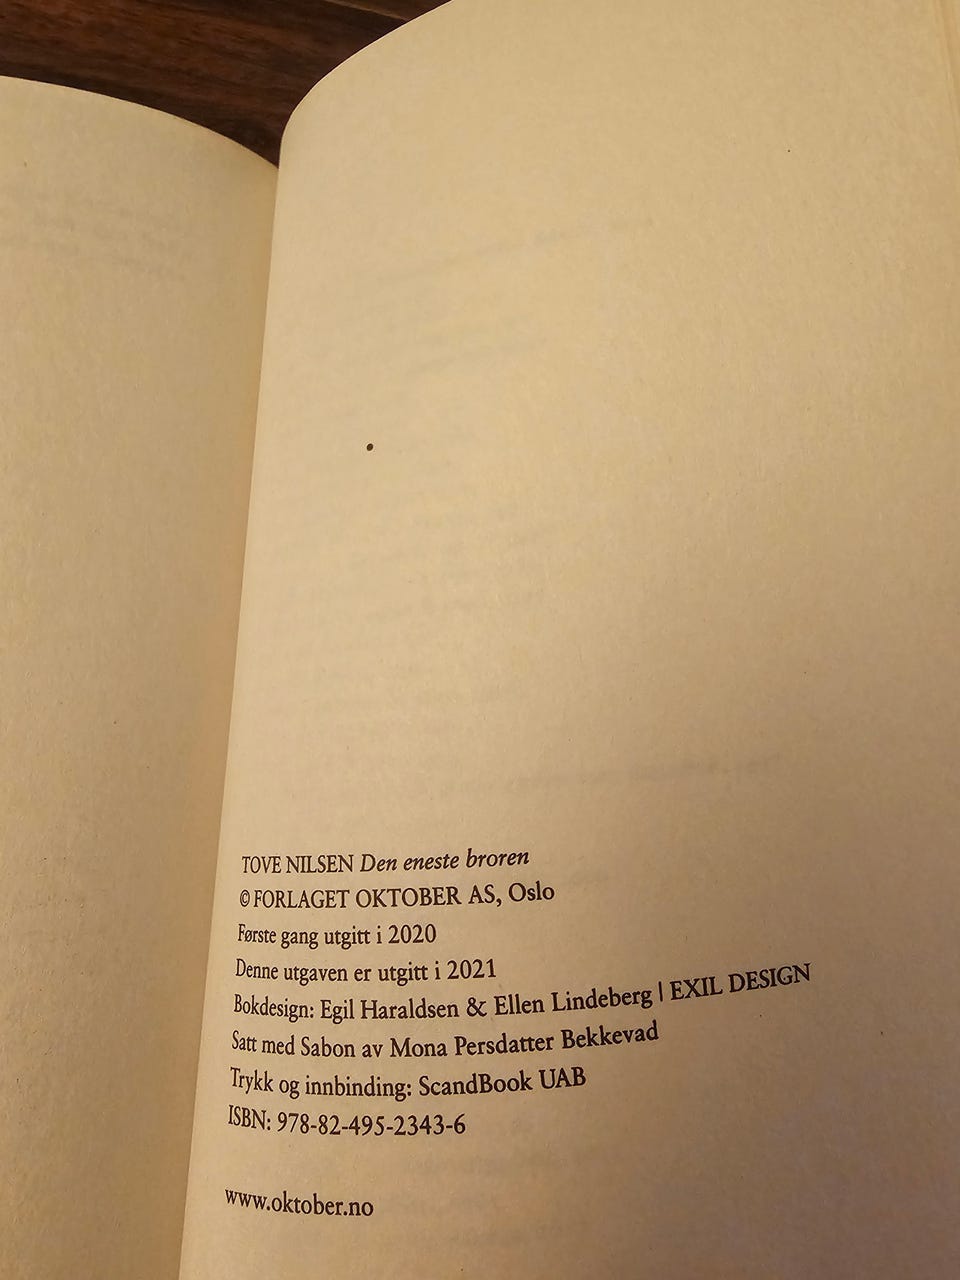 TOVE NILSEN Den eneste broren
© FORLAGET OKTOBER AS, Oslo
Første gang utgitt i 2020
Denne utgaven er utgitt i 2021
Bokdesign: Egil Haraldsen & Ellen Lindeberg | EXIL DESIGN
Satt med Sabon av Mona Persdatter Bekkevad
Trykk og innbinding: ScandBook UAB
ISBN: 978-82-495-2343-6
www.oktober.no